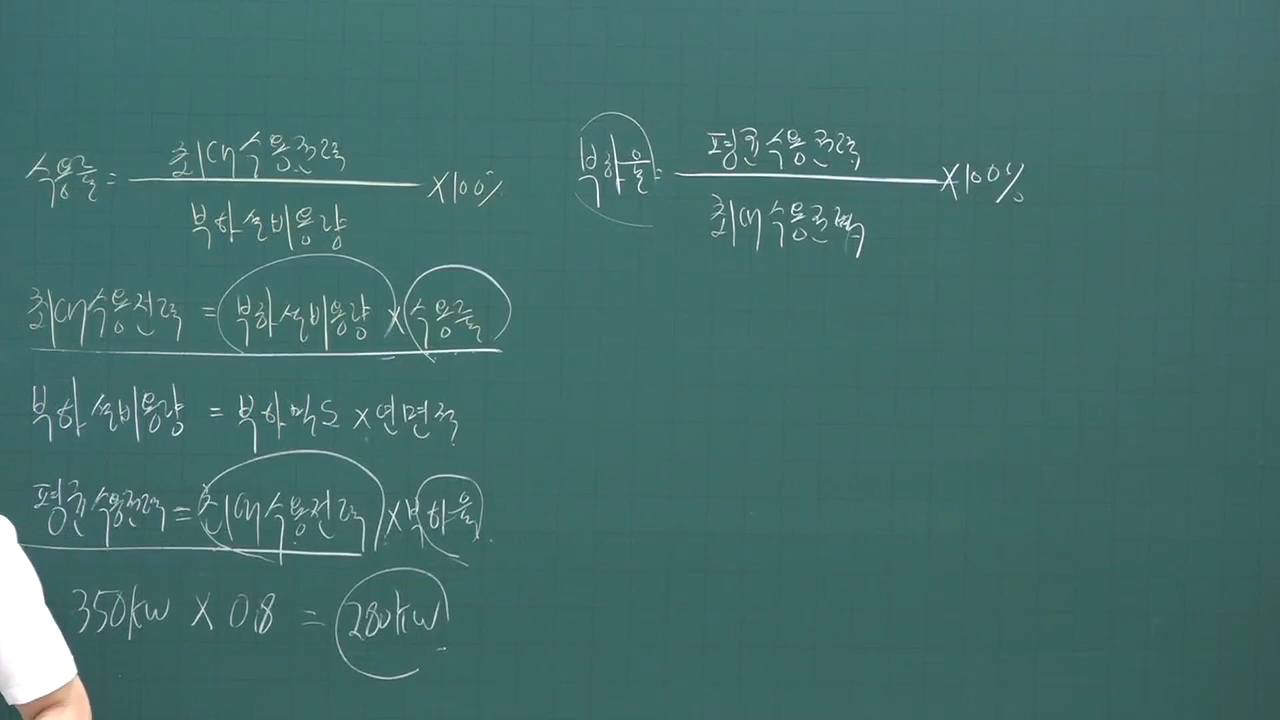 수용률 = 최대수용전력 / 부하설비용량 X 100%
최대수용전력 = 부하설비용량 X 수용률
부하설비용량 = 부하밀도 x 연면적
평균수용전력 = 최대수용전력 x 부하율
350kW X 0.8 = 280kW
부하율 = 평균수용전력 / 최대수용전력 X 100%